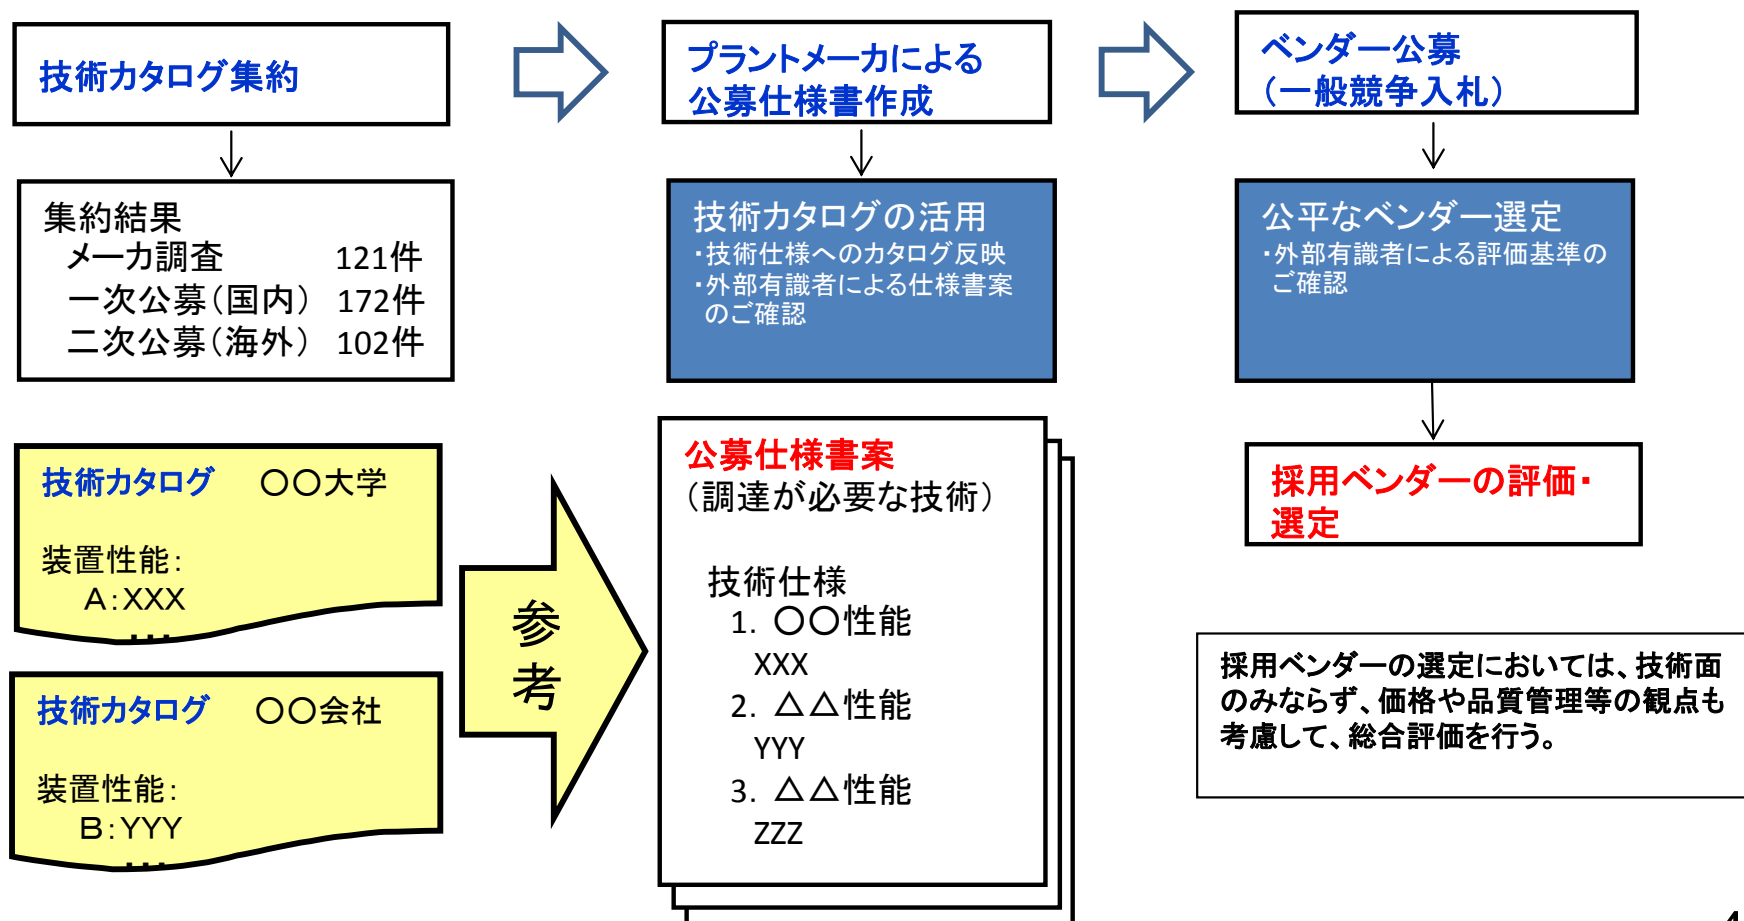 技術カタログ集約
プラントメーカによる
公募仕様書作成
ベンダー公募
（一般競争入札）
集約結果
メーカ調査 121件
一次公募（国内） 172件
二次公募（海外） 102件
技術カタログの活用
・技術仕様へのカタログ反映
・外部有識者による仕様書案
のご確認
公平なベンダー選定
・外部有識者による評価基準の
ご確認
採用ベンダーの評価・
選定
技術カタログ 〇〇大学
装置性能：
A：XXX
…
技術カタログ 〇〇会社
装置性能：
B：YYY
…
参
考
公募仕様書案
（調達が必要な技術）
技術仕様
1. 〇〇性能
XXX
2. △△性能
YYY
3. △△性能
ZZZ
採用ベンダーの選定においては、技術面
のみならず、価格や品質管理等の観点も
考慮して、総合評価を行う。